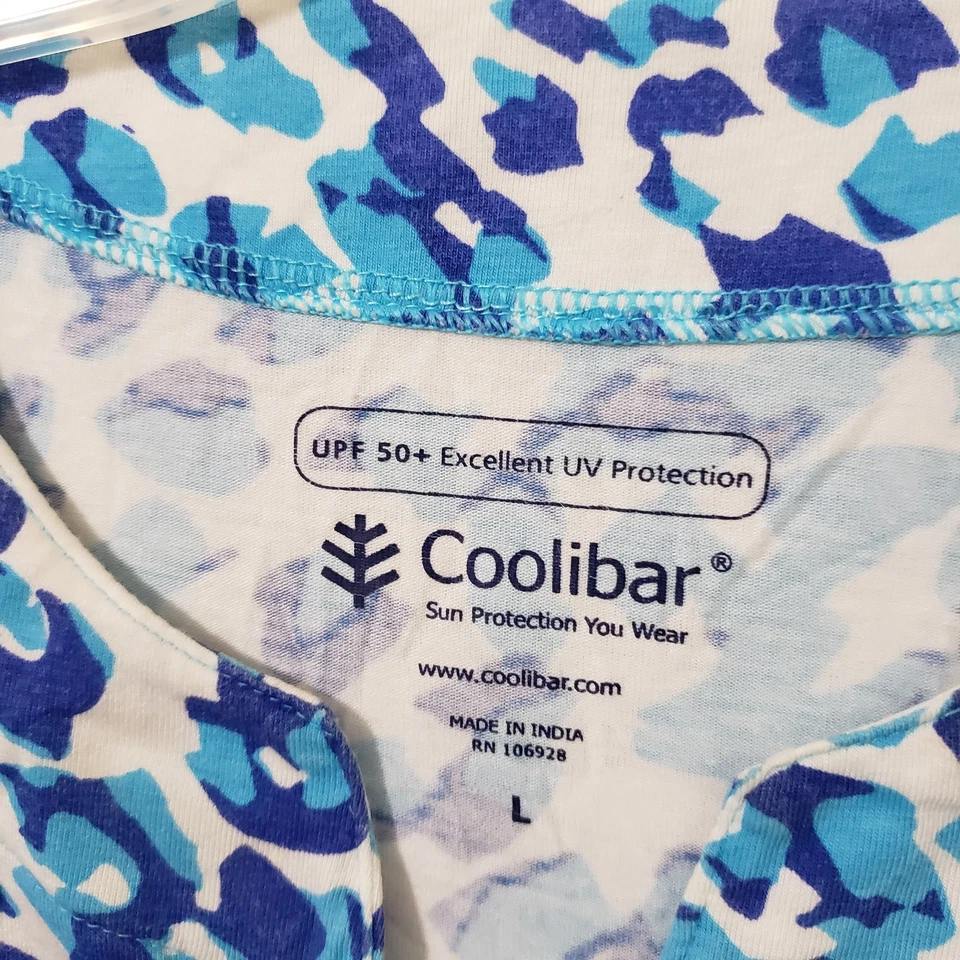 UPF 50+ Excellent UV Protection
Coolibar®
Sun Protection You Wear
www.coolibar.com
MADE IN INDIA
RN 106928
L